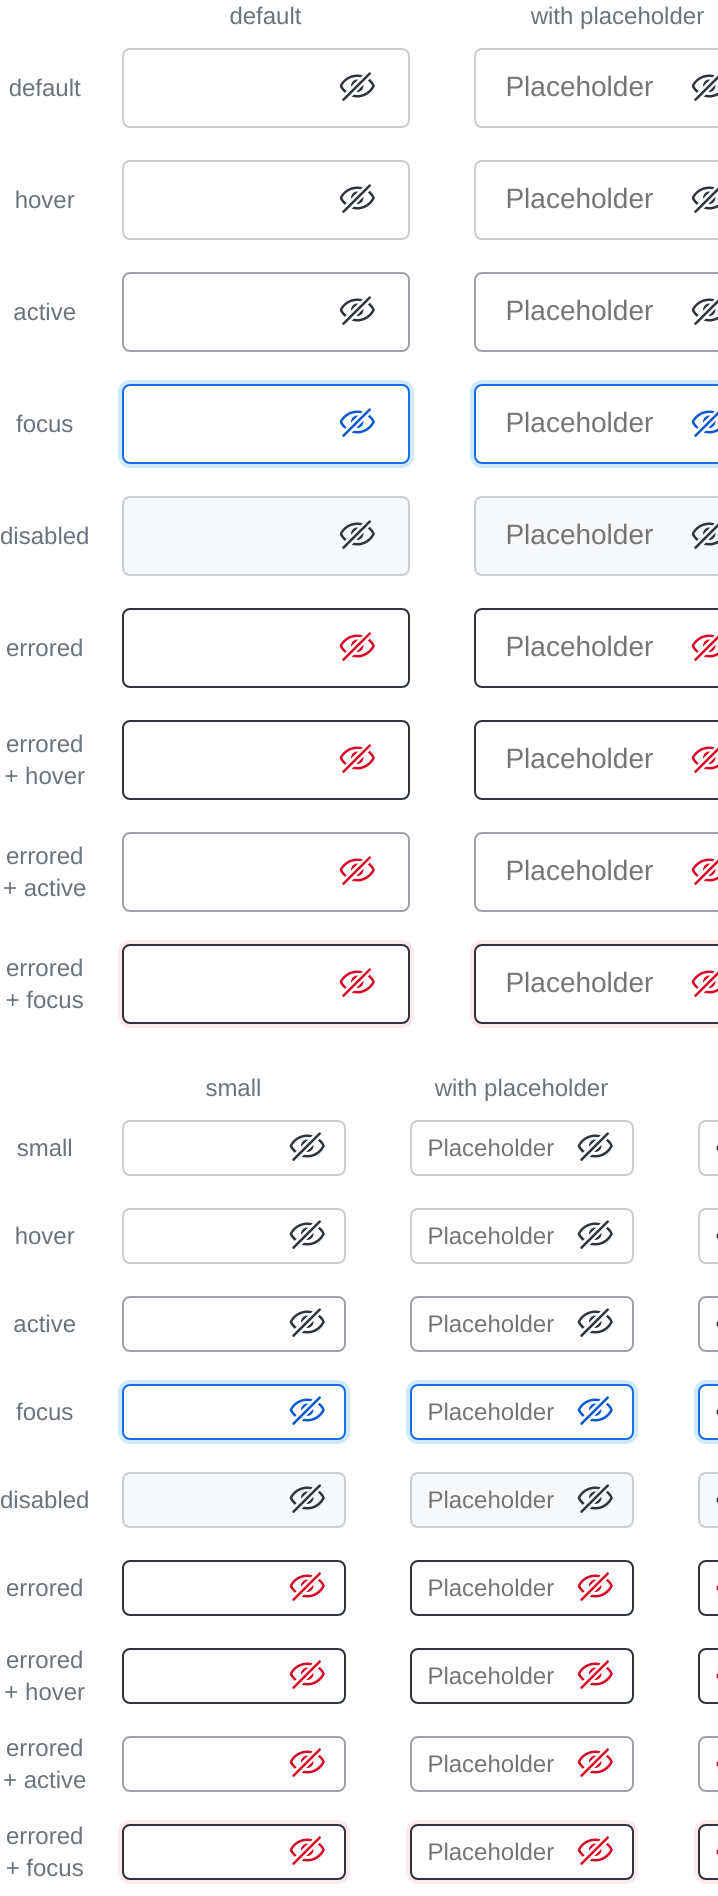 default with placeholder
default Placeholder
hover Placeholder
active Placeholder
focus Placeholder
disabled Placeholder
errored Placeholder
errored
+ hover Placeholder
errored
+ active Placeholder
errored
+ focus Placeholder
small with placeholder
small Placeholder
hover Placeholder
active Placeholder
focus Placeholder
disabled Placeholder
errored Placeholder
errored
+ hover Placeholder
errored
+ active Placeholder
errored
+ focus Placeholder